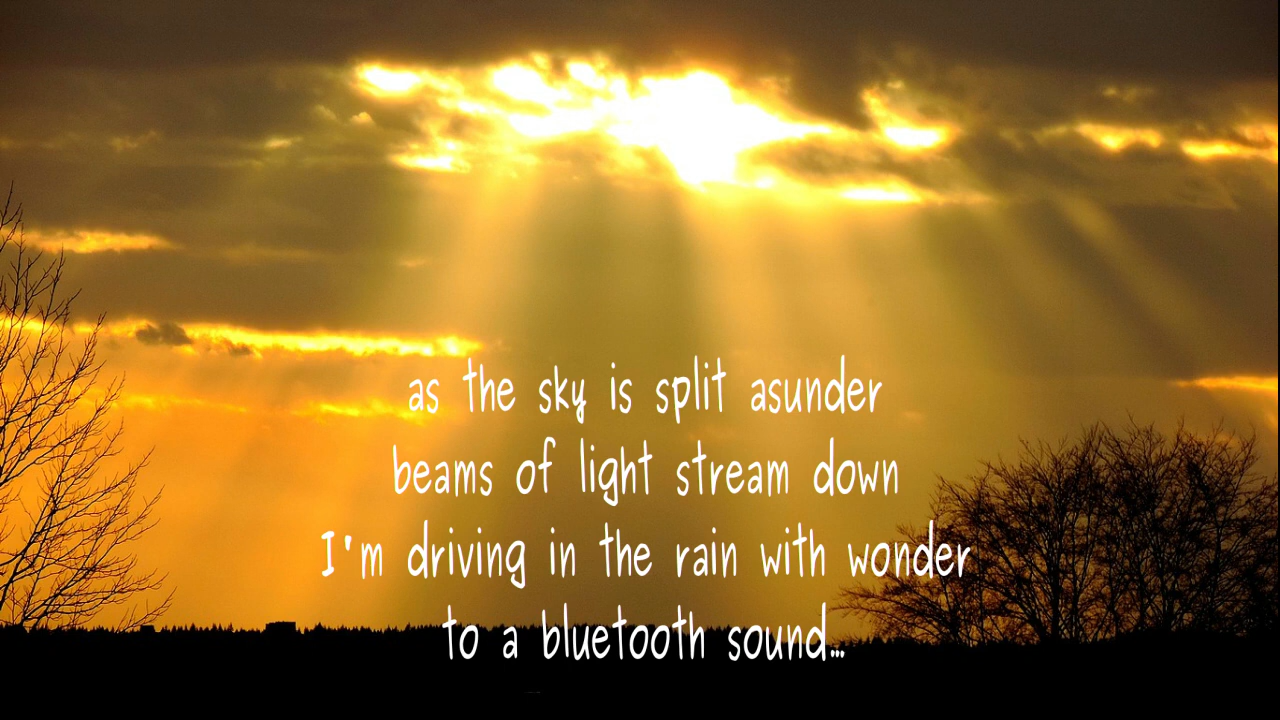 as the sky is split asunder
beams of light stream down
I'm driving in the rain with wonder
to a bluetooth sound...